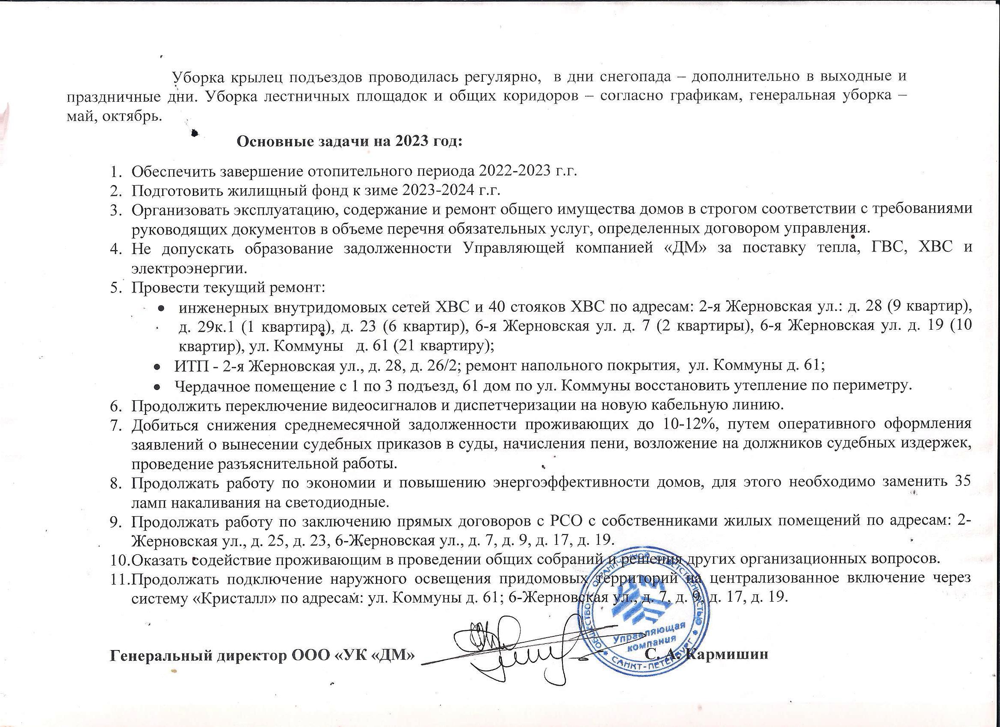 Уборка крылец подъездов проводилась регулярно, в дни снегопада – дополнительно в выходные и
праздничные дни. Уборка лестничных площадок и общих коридоров – согласно графикам, генеральная уборка –
май, октябрь.
Основные задачи на 2023 год:
1. Обеспечить завершение отопительного периода 2022-2023 г.г.
2. Подготовить жилищный фонд к зиме 2023-2024 г.г.
3. Организовать эксплуатацию, содержание и ремонт общего имущества домов в строгом соответствии с требованиями
руководящих документов в объеме перечня обязательных услуг, определенных договором управления.
4. Не допускать образование задолженности Управляющей компанией «ДМ» за поставку тепла, ГВС, ХВС и
электроэнергии.
5. Провести текущий ремонт:
• инженерных внутридомовых сетей ХВС и 40 стояков ХВС по адресам: 2-я Жерновская ул.: д. 28 (9 квартир),
д. 29к.1 (1 квартира), д. 23 (6 квартир), 6-я Жерновская ул. д. 7 (2 квартиры), 6-я Жерновская ул. д. 19 (10
квартир), ул. Коммуны д. 61 (21 квартиру);
• ИТП - 2-я Жерновская ул., д. 28, д. 26/2; ремонт напольного покрытия, ул. Коммуны д. 61;
• Чердачное помещение с 1 по 3 подъезд, 61 дом по ул. Коммуны восстановить утепление по периметру.
6. Продолжить переключение видеосигналов и диспетчеризации на новую кабельную линию.
7. Добиться снижения среднемесячной задолженности проживающих до 10-12%, путем оперативного оформления
заявлений о вынесении судебных приказов в суды, начисления пени, возложение на должников судебных издержек,
проведение разъяснительной работы.
8. Продолжать работу по экономии и повышению энергоэффективности домов, для этого необходимо заменить 35
ламп накаливания на светодиодные.
9. Продолжать работу по заключению прямых договоров с РСО с собственниками жилых помещений по адресам: 2-
Жерновская ул., д. 25, д. 23, 6-Жерновская ул., д. 7, д. 9, д. 17, д. 19.
10.Оказать содействие проживающим в проведении общих собраний и решения других организационных вопросов.
11.Продолжать подключение наружного освещения придомовых территорий на централизованное включение через
систему «Кристалл» по адресам: ул. Коммуны д. 61; 6-Жерновская ул., д. 7, д. 9, д. 17, д. 19.
Генеральный директор ООО «УК «ДМ» С. А. Кармишин
ОБЩЕСТВО С ОГРАНИЧЕННОЙ ОТВЕТСТВЕННОСТЬЮ
ДМ
Управляющая
компания
* САНКТ-ПЕТЕРБУРГ *